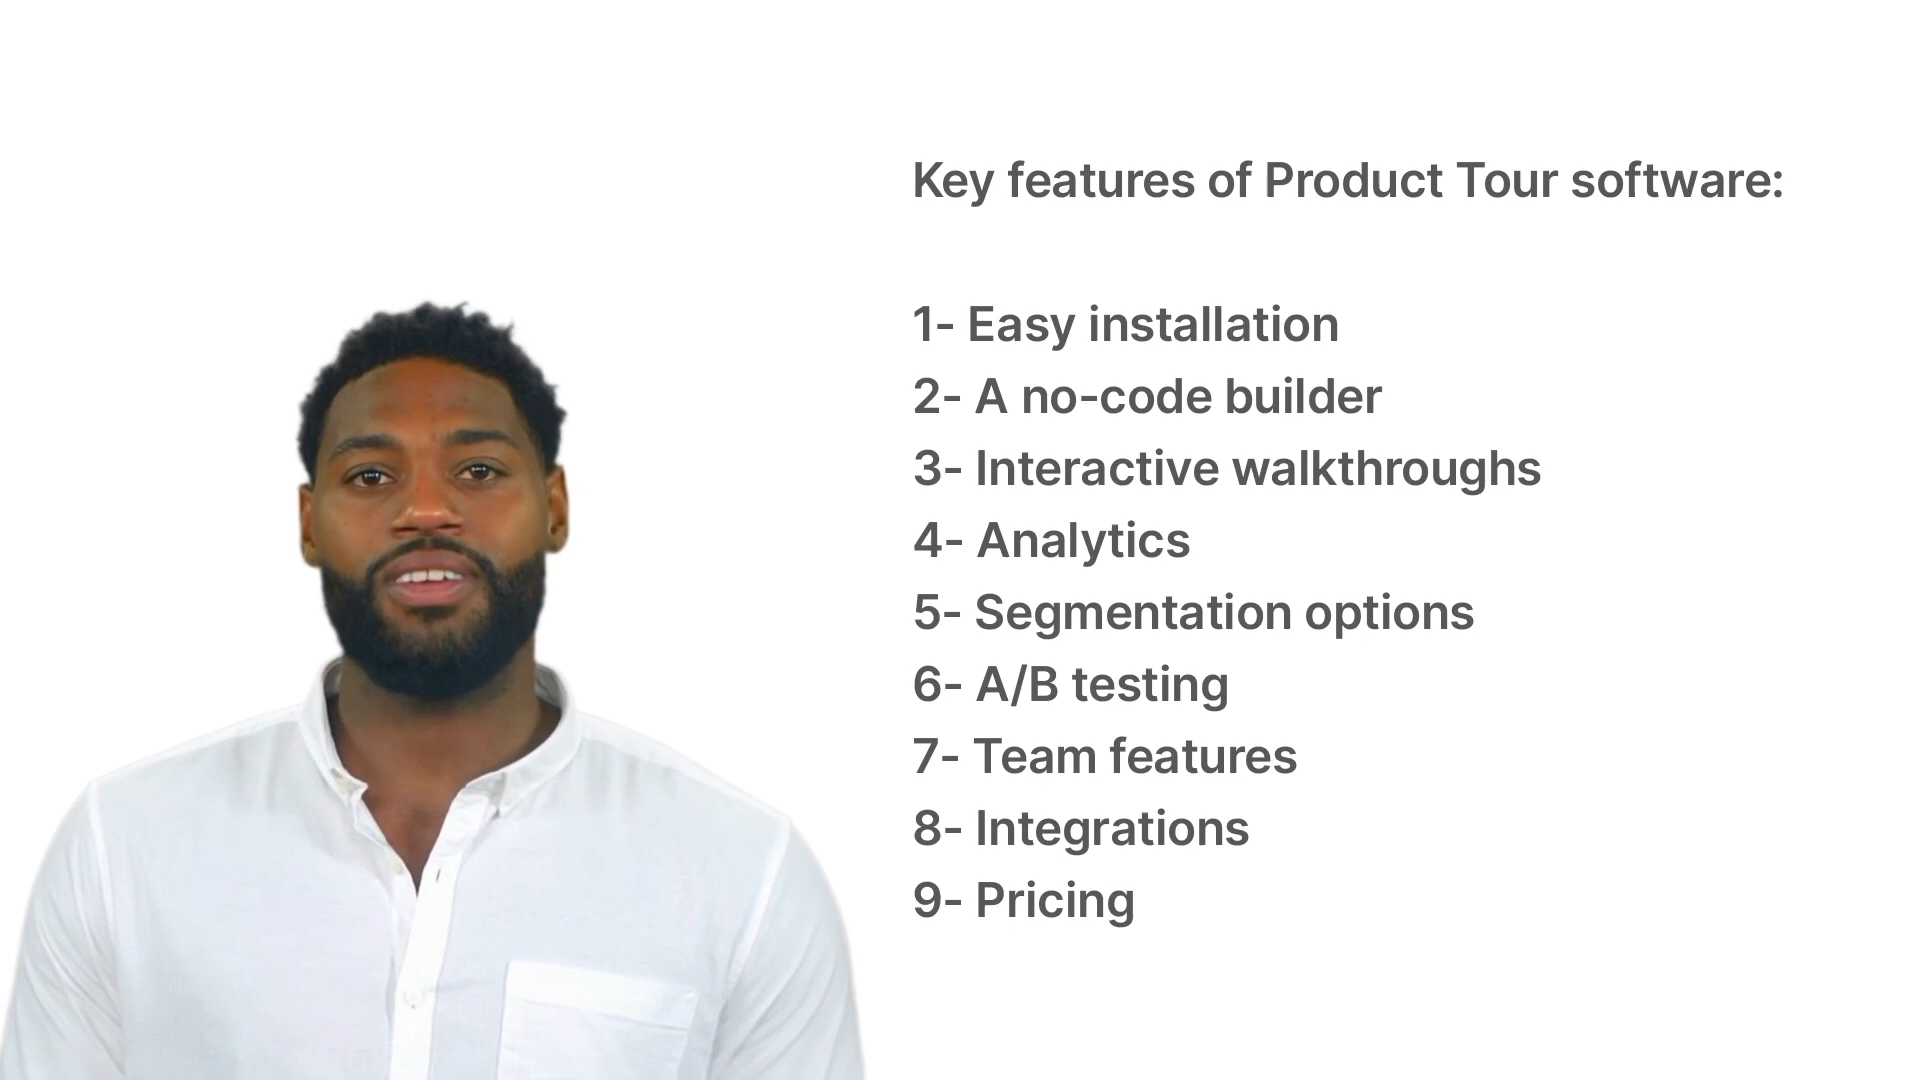 Key features of Product Tour software:
1- Easy installation
2- A no-code builder
3- Interactive walkthroughs
4- Analytics
5- Segmentation options
6- A/B testing
7- Team features
8- Integrations
9- Pricing